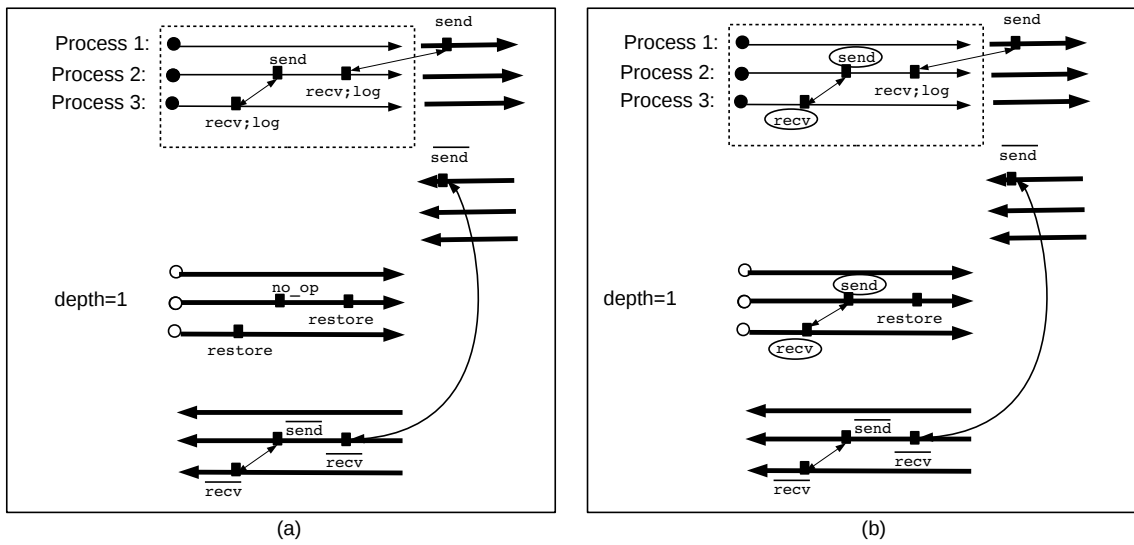 send
Process 1:
send
Process 2:
recv;log
Process 3:
recv;log
send
no_op
depth=1
restore
restore
send
recv
recv
(a)
send
Process 1:
send
Process 2:
recv;log
Process 3:
recv
send
send
depth=1
restore
recv
send
recv
recv
(b)